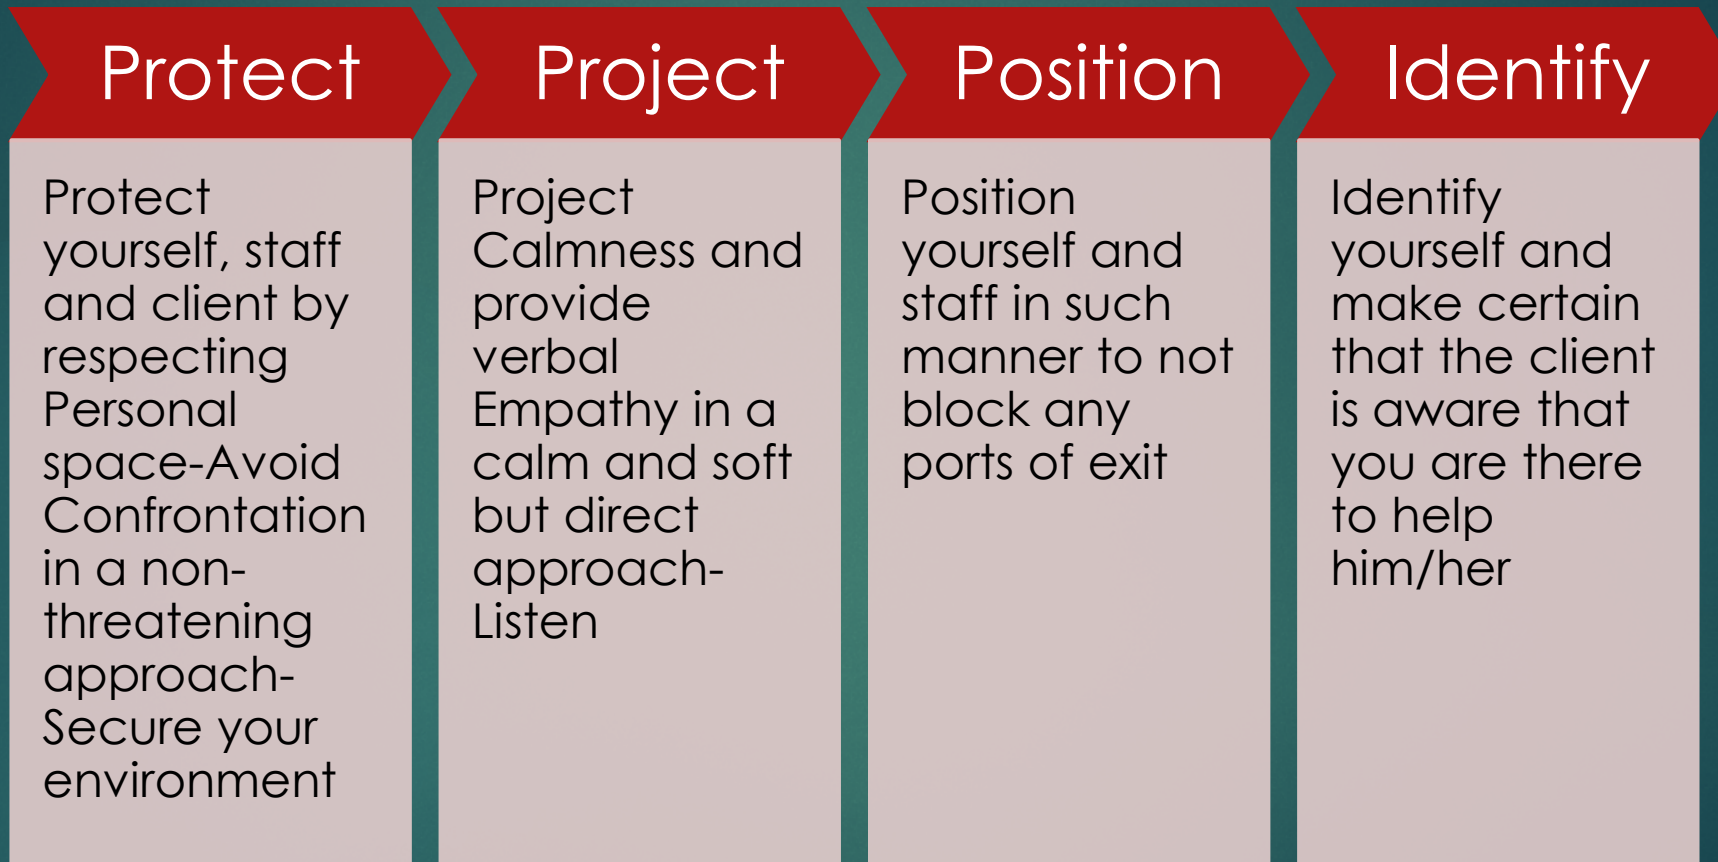 Protect
Protect
yourself, staff
and client by
respecting
Personal
space-Avoid
Confrontation
in a non-
threatening
approach-
Secure your
environment
Project
Project
Calmness and
provide
verbal
Empathy in a
calm and soft
but direct
approach-
Listen
Position
Position
yourself and
staff in such
manner to not
block any
ports of exit
Identify
Identify
yourself and
make certain
that the client
is aware that
you are there
to help
him/her